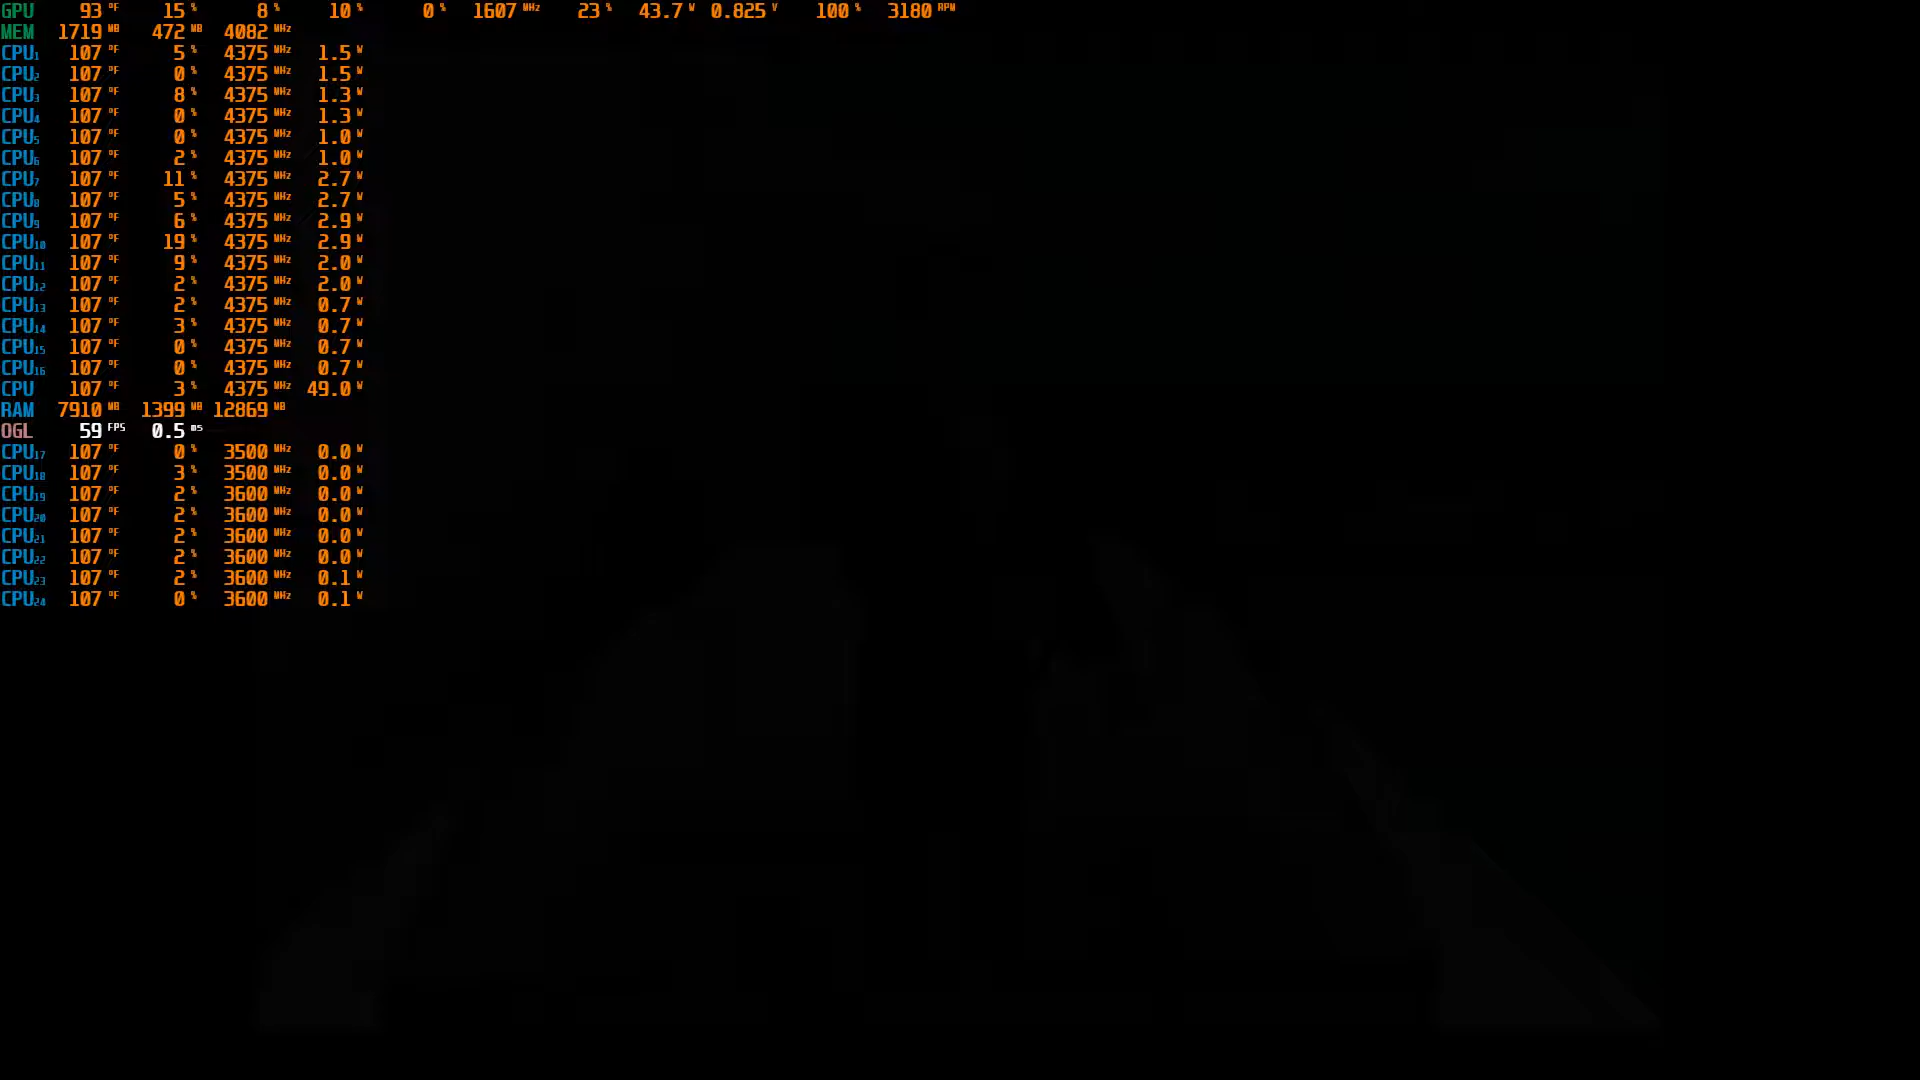 GPU 93 °F 15 % 8 % 10 % 0 % 1607 MHz 23 % 43.7 W 0.825 V 100 % 3180 RPM
MEM 1719 MB 472 MB 4082 MHz
CPU1 107 °F 5 % 4375 MHz 1.5 W
CPU2 107 °F 0 % 4375 MHz 1.5 W
CPU3 107 °F 8 % 4375 MHz 1.3 W
CPU4 107 °F 0 % 4375 MHz 1.3 W
CPU5 107 °F 0 % 4375 MHz 1.0 W
CPU6 107 °F 2 % 4375 MHz 1.0 W
CPU7 107 °F 11 % 4375 MHz 2.7 W
CPU8 107 °F 5 % 4375 MHz 2.7 W
CPU9 107 °F 6 % 4375 MHz 2.9 W
CPU10 107 °F 19 % 4375 MHz 2.9 W
CPU11 107 °F 9 % 4375 MHz 2.0 W
CPU12 107 °F 2 % 4375 MHz 2.0 W
CPU13 107 °F 2 % 4375 MHz 0.7 W
CPU14 107 °F 3 % 4375 MHz 0.7 W
CPU15 107 °F 0 % 4375 MHz 0.7 W
CPU16 107 °F 0 % 4375 MHz 0.7 W
CPU 107 °F 3 % 4375 MHz 49.0 W
RAM 7910 MB 1399 MB 12869 MB
OGL 59 FPS 0.5 ms
CPU17 107 °F 0 % 3500 MHz 0.0 W
CPU18 107 °F 3 % 3500 MHz 0.0 W
CPU19 107 °F 2 % 3600 MHz 0.0 W
CPU20 107 °F 2 % 3600 MHz 0.0 W
CPU21 107 °F 2 % 3600 MHz 0.0 W
CPU22 107 °F 2 % 3600 MHz 0.0 W
CPU23 107 °F 2 % 3600 MHz 0.1 W
CPU24 107 °F 0 % 3600 MHz 0.1 W